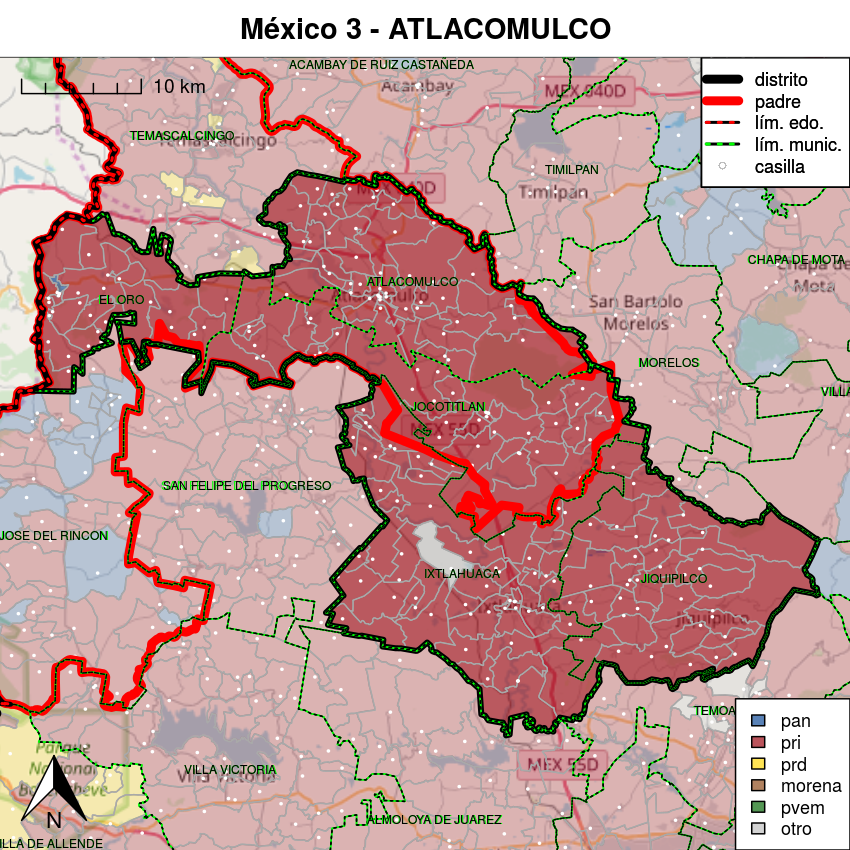 México 3 - ATLACOMULCO
ACAMBAY DE RUIZ CASTAÑEDA
Acambay
10 km
MEX 040D
distrito
padre
lím. edo.
lím. munic.
casilla
TEMASCALCINGO
Temascalcingo
TIMILPAN
Timilpan
CHAPA DE MOTA
Chapa de
Mota
ATLACOMULCO
Atlacomulco
EL ORO
San Bartolo
Morelos
MORELOS
VILLA
JOCOTITLAN
MEX 55D
SAN FELIPE DEL PROGRESO
JOSE DEL RINCON
IXTLAHUACA
JIQUIPILCO
Jiquipilco
TEMOA
pan
pri
prd
morena
pvem
otro
Parque
VILLA VICTORIA
Villa Victoria
MEX 55D
N
ALMOLOYA DE JUAREZ
ILLA DE ALLENDE